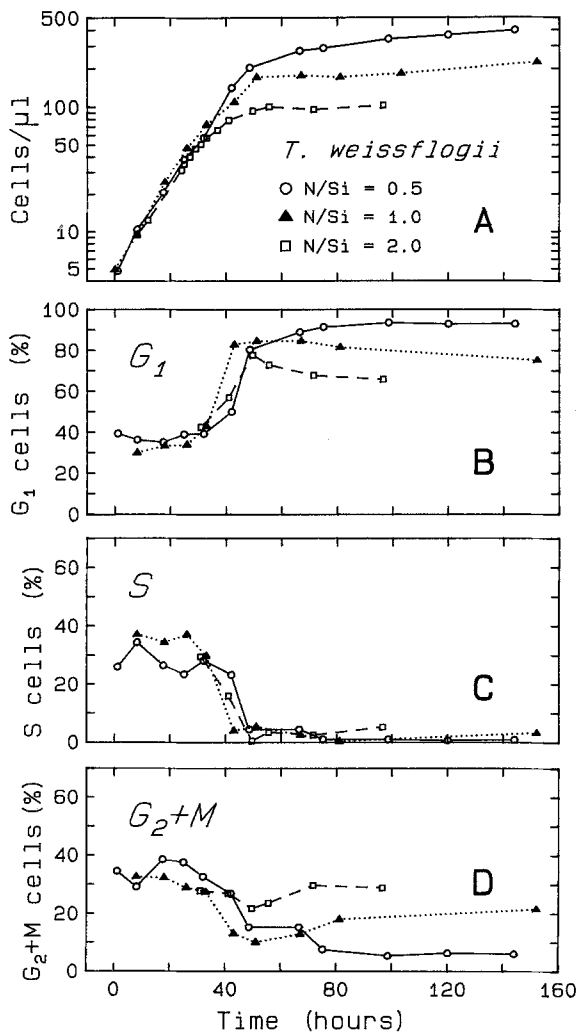 500
100
50
10
5
Cells/µl
T. weissflogii
N/Si = 0.5
N/Si = 1.0
N/Si = 2.0
A
100
80
60
40
20
0
G1 cells (%)
G1
B
60
40
20
0
S cells (%)
S
C
60
40
20
0
G2+M cells (%)
G2+M
D
0 40 80 120 160
Time (hours)